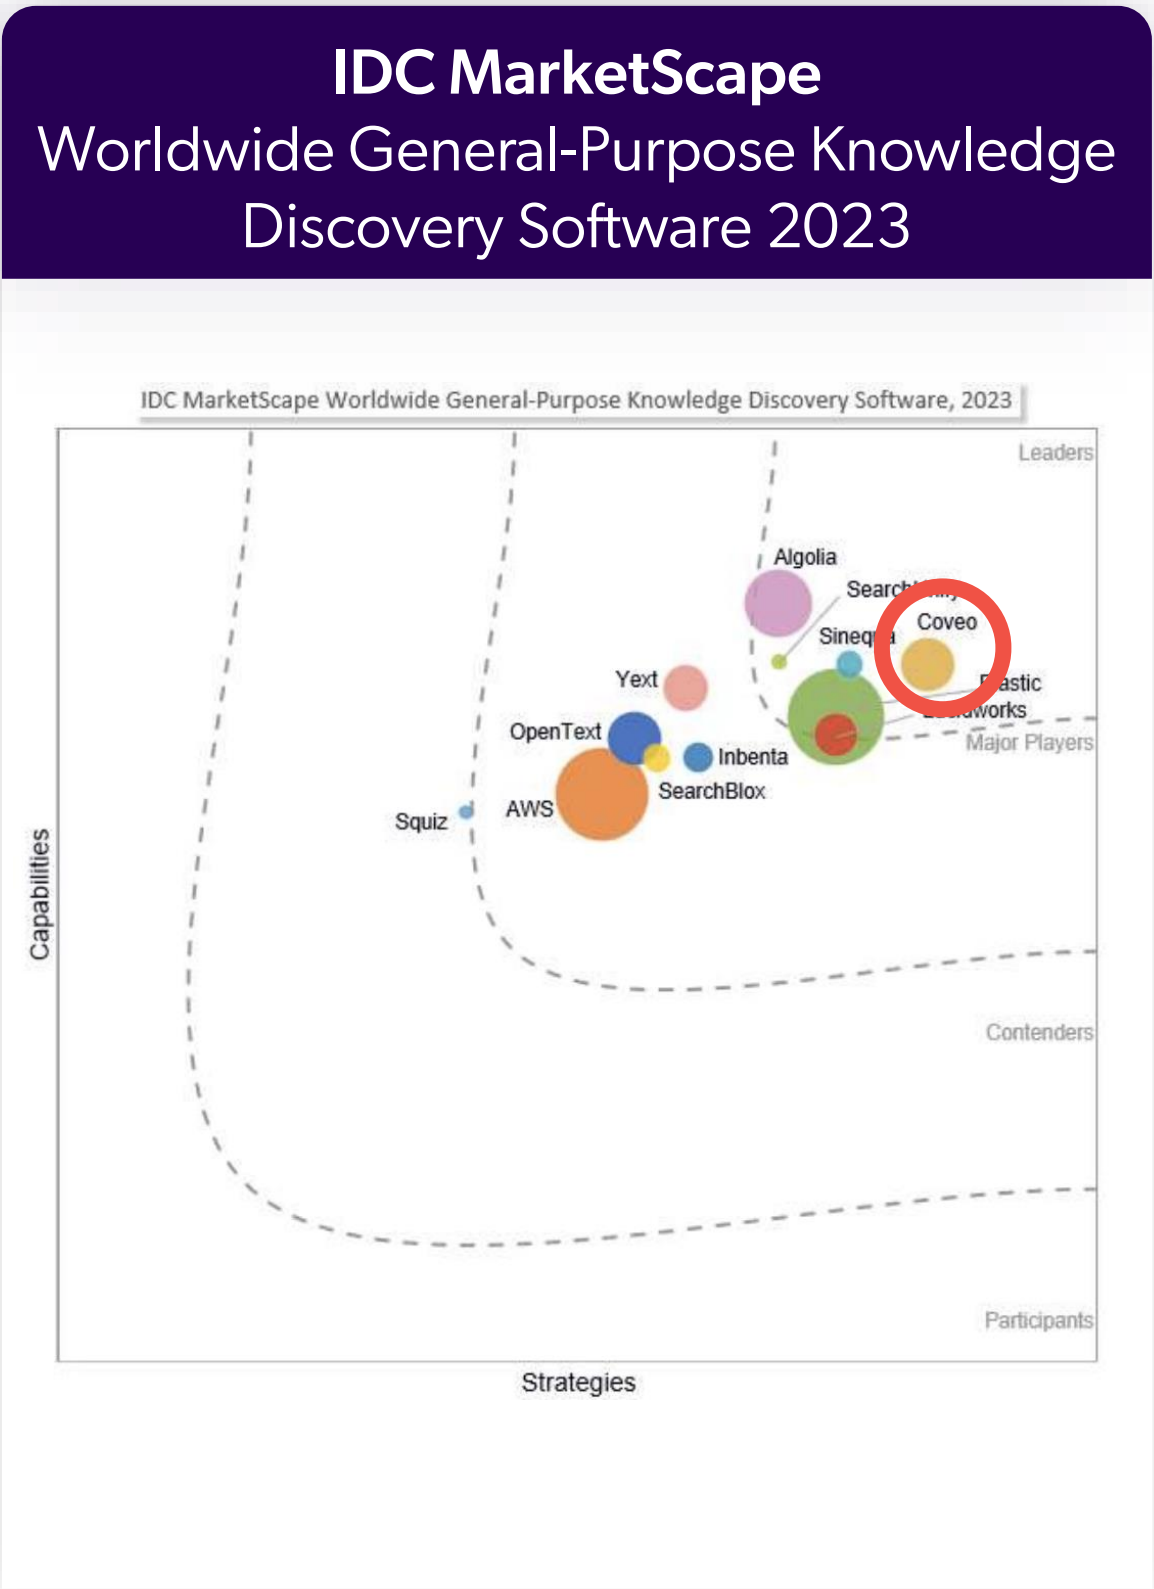 IDC MarketScape
Worldwide General-Purpose Knowledge
Discovery Software 2023
IDC MarketScape Worldwide General-Purpose Knowledge Discovery Software, 2023
Leaders
Algolia
Coveo
Yext
OpenText
Major Players
Inbenta
SearchBlox
AWS
Squiz
Capabilities
Contenders
Participants
Strategies